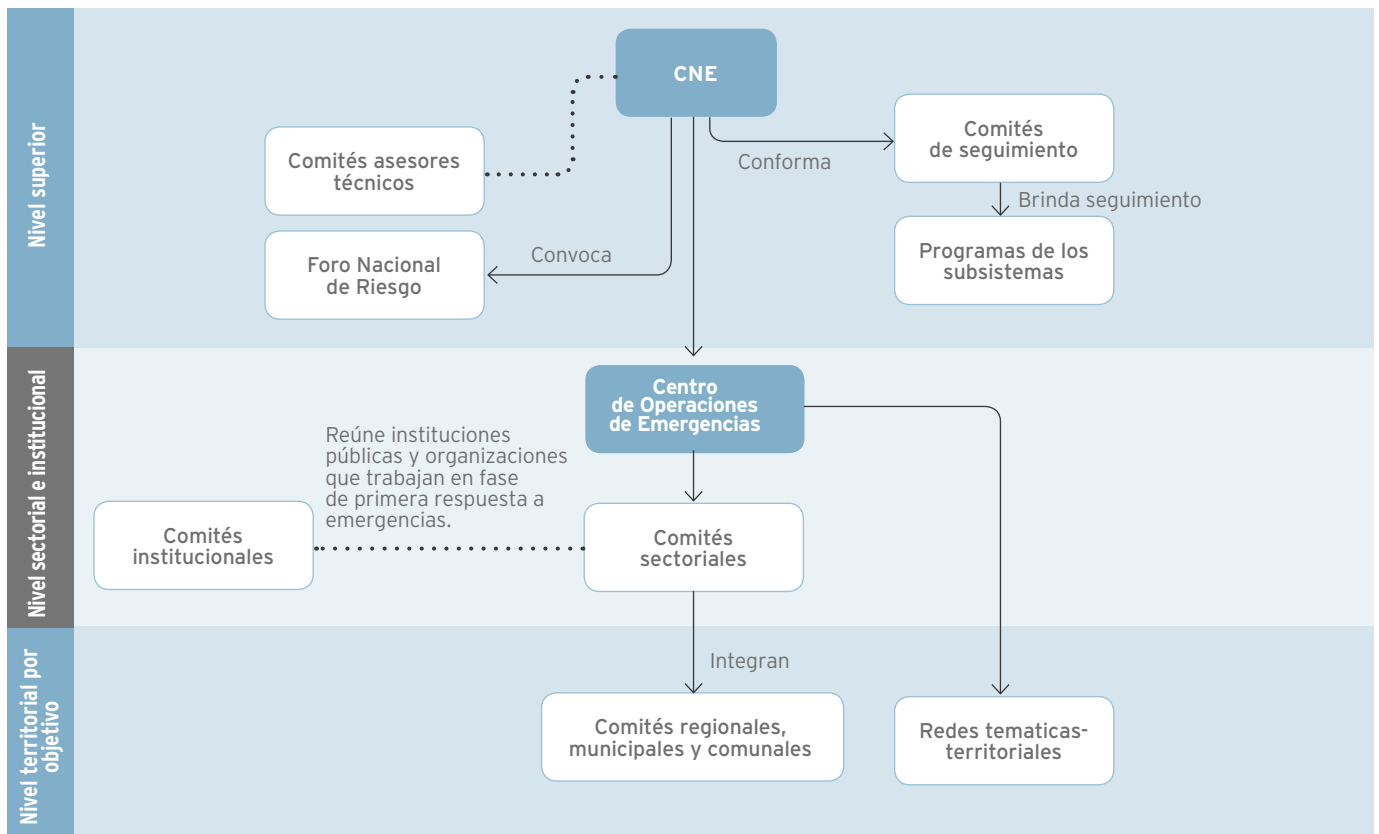 Nivel superior
CNE
Comités asesores
técnicos
Conforma
Comités
de seguimiento
Brinda seguimiento
Foro Nacional
de Riesgo
Convoca
Programas de los
subsistemas
Nivel sectorial e institucional
Centro
de Operaciones
de Emergencias
Reúne instituciones
públicas y organizaciones
que trabajan en fase
de primera respuesta a
emergencias.
Comités
institucionales
Comités
sectoriales
Nivel territorial por
objetivo
Integran
Comités regionales,
municipales y comunales
Redes tematicas-
territoriales